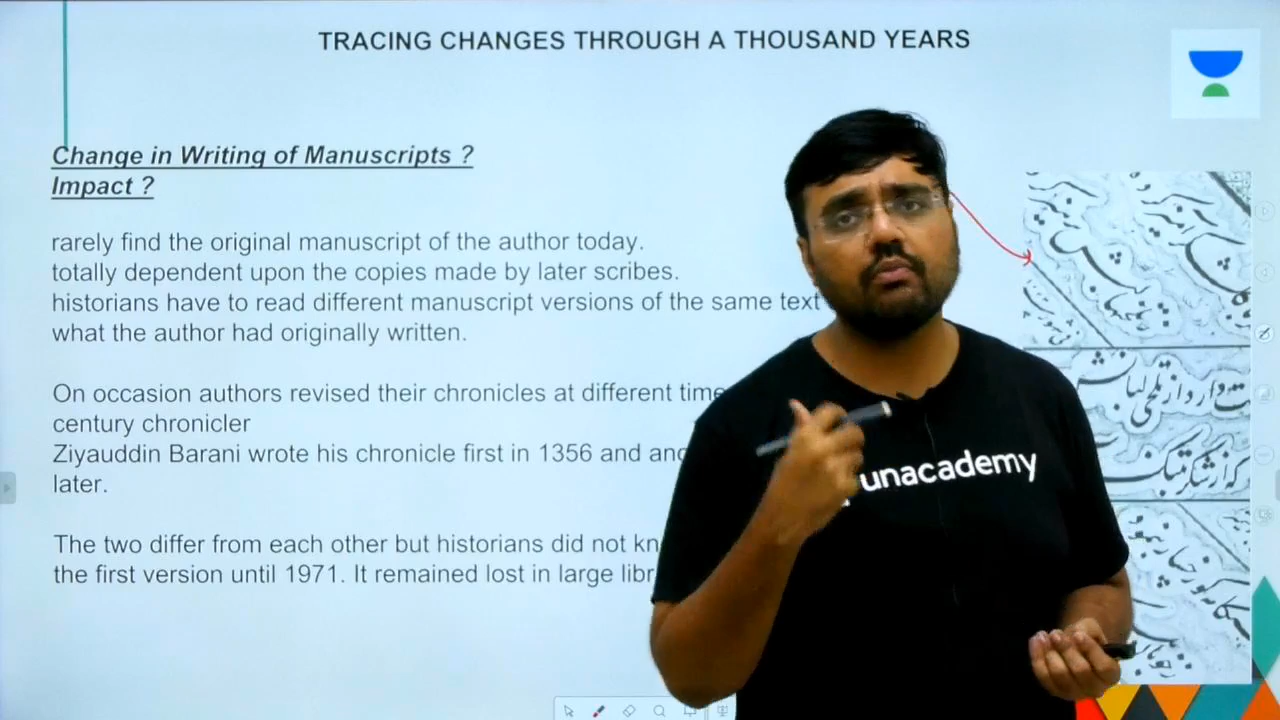 TRACING CHANGES THROUGH A THOUSAND YEARS
Change in Writing of Manuscripts ?
Impact ?
rarely find the original manuscript of the author today.
totally dependent upon the copies made by later scribes.
historians have to read different manuscript versions of the same text
what the author had originally written.
On occasion authors revised their chronicles at different time
century chronicler
Ziyauddin Barani wrote his chronicle first in 1356 and
later.
The two differ from each other but historians did not
the first version until 1971. It remained lost in large
unacademy